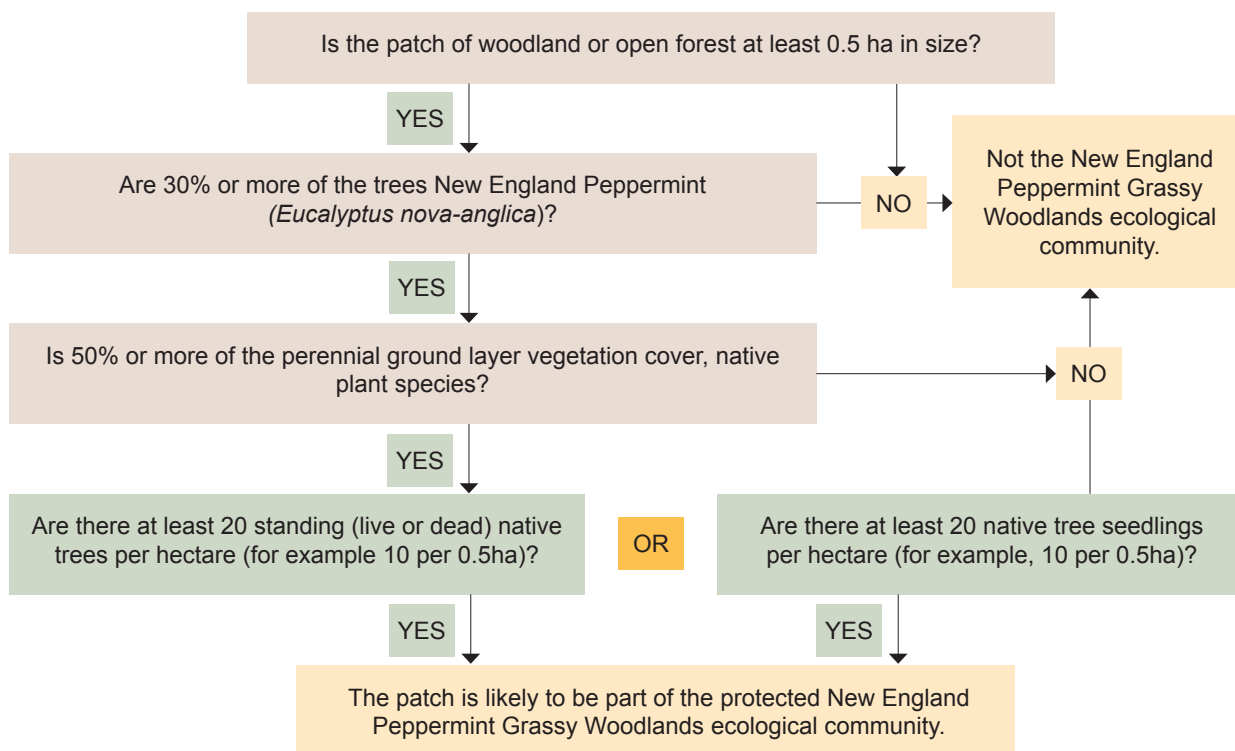 Is the patch of woodland or open forest at least 0.5 ha in size?
YES
Are 30% or more of the trees New England Peppermint
(Eucalyptus nova-anglica)?
NO
Not the New England
Peppermint Grassy
Woodlands ecological
community.
YES
Is 50% or more of the perennial ground layer vegetation cover, native
plant species?
NO
YES
Are there at least 20 standing (live or dead) native
trees per hectare (for example 10 per 0.5ha)?
OR
Are there at least 20 native tree seedlings
per hectare (for example, 10 per 0.5ha)?
YES
YES
The patch is likely to be part of the protected New England
Peppermint Grassy Woodlands ecological community.